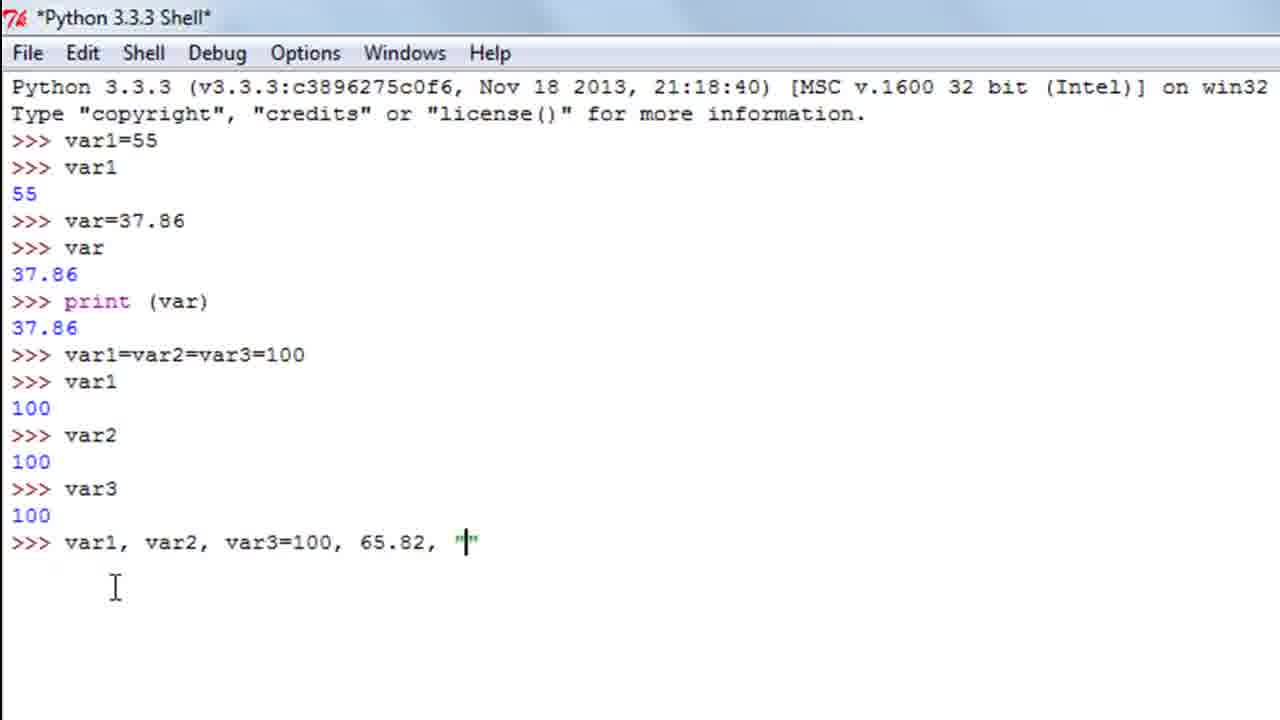 *Python 3.3.3 Shell*
File Edit Shell Debug Options Windows Help
Python 3.3.3 (v3.3.3:c3896275c0f6, Nov 18 2013, 21:18:40) [MSC v.1600 32 bit (Intel)] on win32
Type "copyright", "credits" or "license()" for more information.
>>> var1=55
>>> var1
55
>>> var=37.86
>>> var
37.86
>>> print (var)
37.86
>>> var1=var2=var3=100
>>> var1
100
>>> var2
100
>>> var3
100
>>> var1, var2, var3=100, 65.82, ""